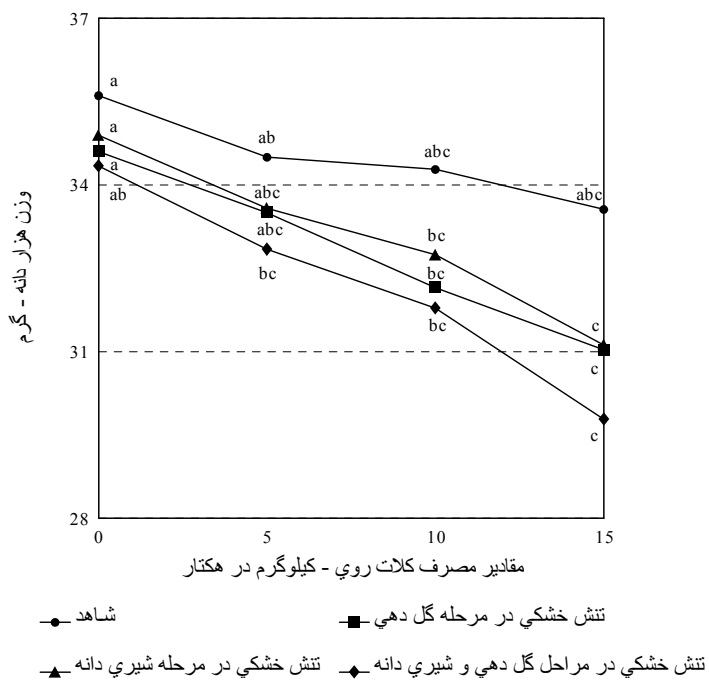 37
a
a
ab
abc
a
34
abc
abc
ab
abc
bc
bc
bc
bc
31
c
c
c
28
0
5
10
15
وزن هزار دانه - گرم
مقادير مصرف كلات روي - كيلوگرم در هكتار
شاهد
تنش خشكي در مرحله گل دهي
تنش خشكي در مرحله شيري دانه
تنش خشكي در مراحل گل دهي و شيري دانه